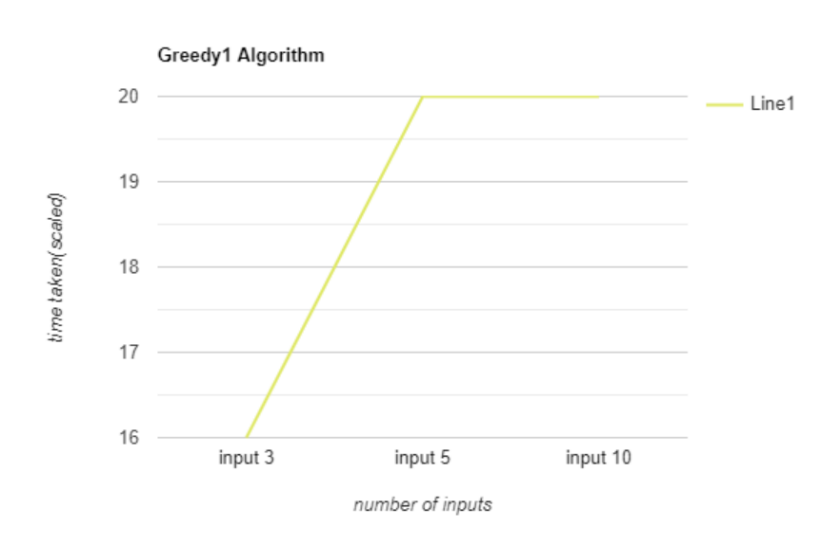 Greedy1 Algorithm
20
Line1
19
18
17
16
time taken(scaled)
input 3
input 5
input 10
number of inputs